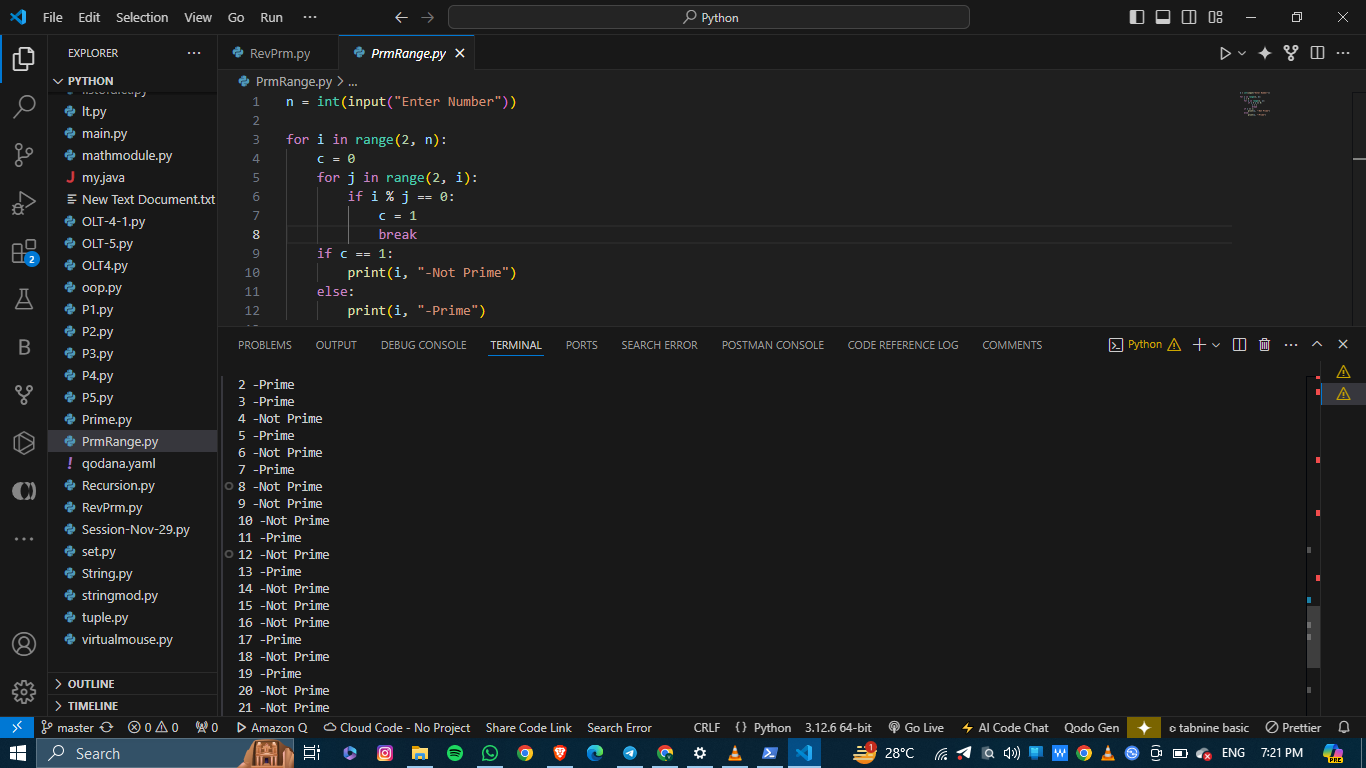 File Edit Selection View Go Run ···
Python
EXPLORER ···
PYTHON
listofdict.py
lt.py
main.py
mathmodule.py
my.java
New Text Document.txt
OLT-4-1.py
OLT-5.py
OLT4.py
oop.py
P1.py
P2.py
P3.py
P4.py
P5.py
Prime.py
PrmRange.py
qodana.yaml
Recursion.py
RevPrm.py
Session-Nov-29.py
set.py
String.py
stringmod.py
tuple.py
virtualmouse.py
OUTLINE
TIMELINE
2
B
RevPrm.py PrmRange.py
PrmRange.py > ...
1 n = int(input("Enter Number"))
2
3 for i in range(2, n):
4 c = 0
5 for j in range(2, i):
6 if i % j == 0:
7 c = 1
8 break
9 if c == 1:
10 print(i, "-Not Prime")
11 else:
12 print(i, "-Prime")
PROBLEMS OUTPUT DEBUG CONSOLE TERMINAL PORTS SEARCH ERROR POSTMAN CONSOLE CODE REFERENCE LOG COMMENTS Python
2 -Prime
3 -Prime
4 -Not Prime
5 -Prime
6 -Not Prime
7 -Prime
8 -Not Prime
9 -Not Prime
10 -Not Prime
11 -Prime
12 -Not Prime
13 -Prime
14 -Not Prime
15 -Not Prime
16 -Not Prime
17 -Prime
18 -Not Prime
19 -Prime
20 -Not Prime
21 -Not Prime
master 0 0 0 Amazon Q Cloud Code - No Project Share Code Link Search Error CRLF {} Python 3.12.6 64-bit Go Live AI Code Chat Qodo Gen tabnine basic Prettier
Search 1 28°C W ENG 7:21 PM PRE